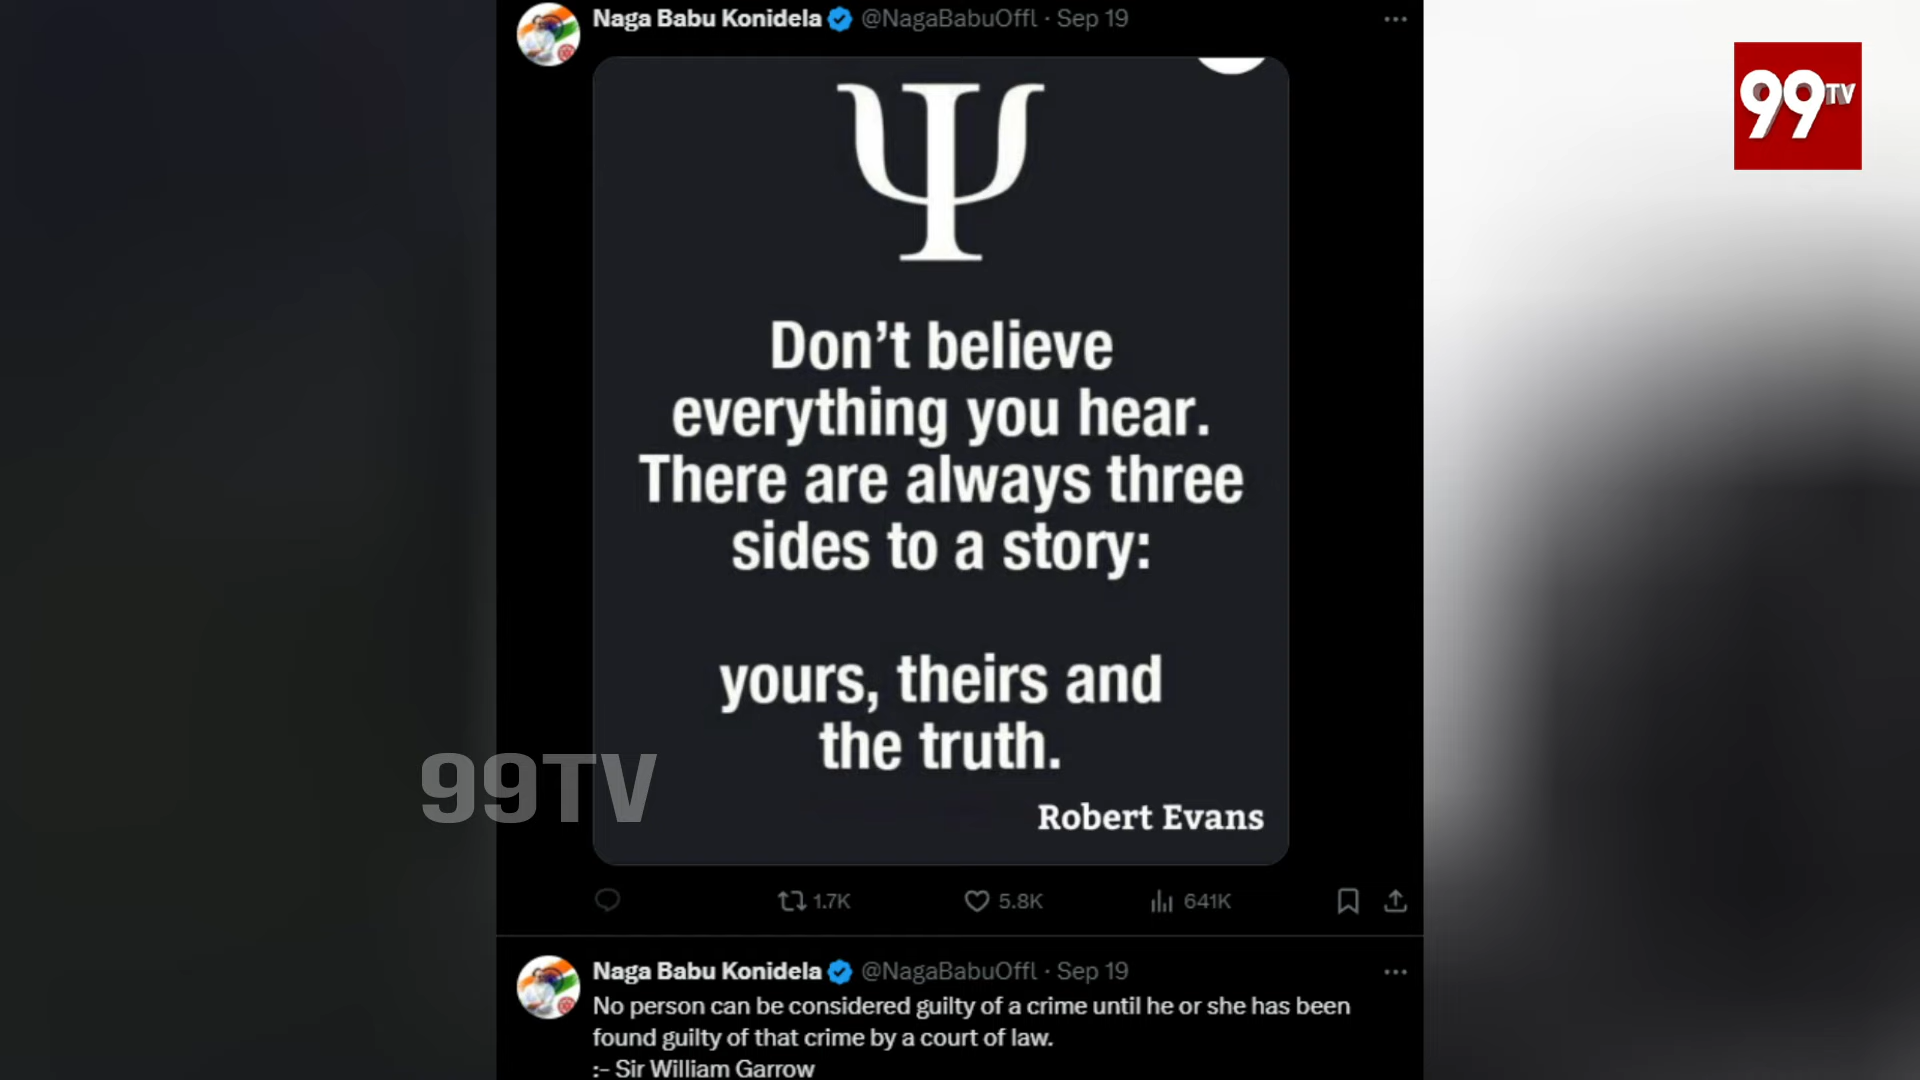 Naga Babu Konidela @NagaBabuOffl · Sep 19
99TV
Ψ
Don't believe
everything you hear.
There are always three
sides to a story:
yours, theirs and
the truth.
99TV
Robert Evans
1.7K 5.8K 641K
Naga Babu Konidela @NagaBabuOffl · Sep 19
No person can be considered guilty of a crime until he or she has been
found guilty of that crime by a court of law.
:- Sir William Garrow